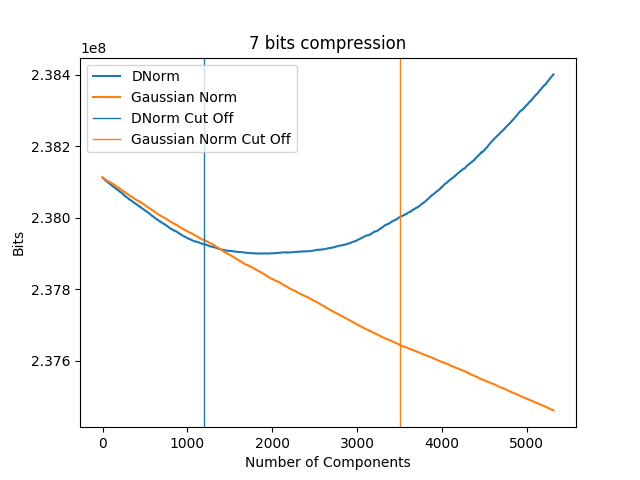 7 bits compression
1e8
2.384
2.382
2.380
2.378
2.376
Bits
DNorm
Gaussian Norm
DNorm Cut Off
Gaussian Norm Cut Off
0 1000 2000 3000 4000 5000
Number of Components